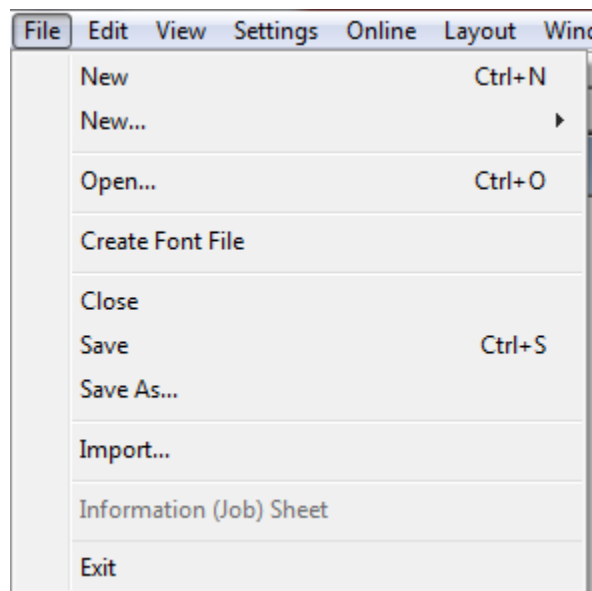 File Edit View Settings Online Layout
New Ctrl+N
New...
Open... Ctrl+O
Create Font File
Close
Save Ctrl+S
Save As...
Import...
Information (Job) Sheet
Exit